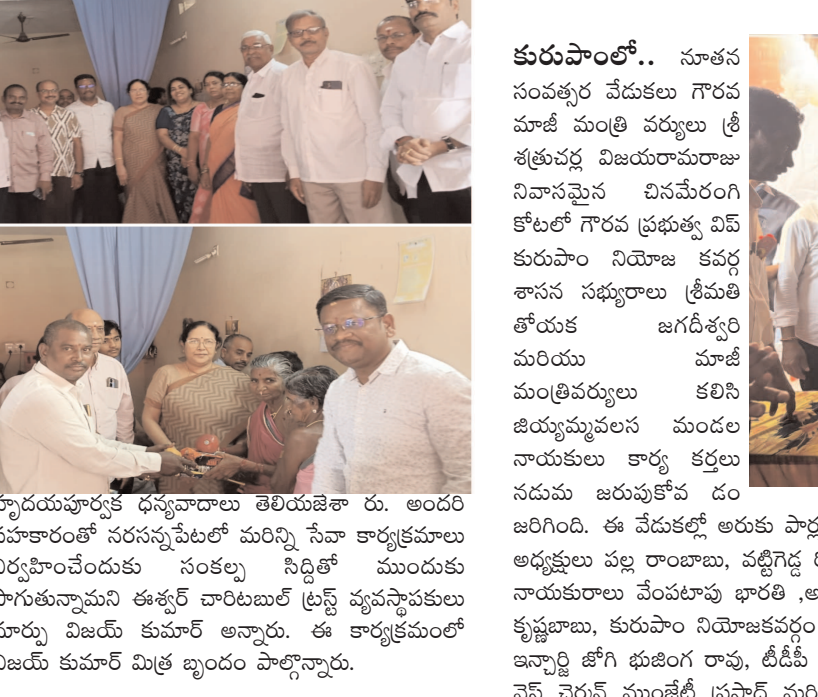 హృదయపూర్వక ధన్యవాదాలు తెలియజేశా రు. అందరి
సహకారంతో నరసన్నపేటలో మరిన్ని సేవా కార్యక్రమాలు
నిర్వహించేందుకు సంకల్ప సిద్దితో ముందుకు
సాగుతున్నామని ఈశ్వర్ చారిటబుల్ ట్రస్ట్ వ్యవస్థాపకులు
మార్పు విజయ్ కుమార్ అన్నారు. ఈ కార్యక్రమంలో
విజయ్ కుమార్ మిత్ర బృందం పాల్గొన్నారు.
కురుపాంలో.. నూతన
సంవత్సర వేడుకలు గౌరవ
మాజీ మంత్రి వర్యులు శ్రీ
శత్రుచర్ల విజయరామరాజు
నివాసమైన చినమేరంగి
కోటలో గౌరవ ప్రభుత్వ విప్
కురుపాం నియోజ కవర్గ
శాసన సభ్యురాలు శ్రీమతి
తోయక జగదీశ్వరి
మరియు మాజీ
మంత్రివర్యులు కలిసి
జియ్యమ్మవలస మండల
నాయకులు కార్య కర్తలు
నడుమ జరుపుకోవ డం
జరిగింది. ఈ వేడుకల్లో అరుకు
అధ్యక్షులు పల్ల రాంబాబు, వట్టిగెడ్డ
నాయకురాలు వేంపటాపు భారతి ,
కృష్ణబాబు, కురుపాం నియోజకవర్గం
ఇన్చార్జి జోగి భుజింగ రావు, టీడీపీ